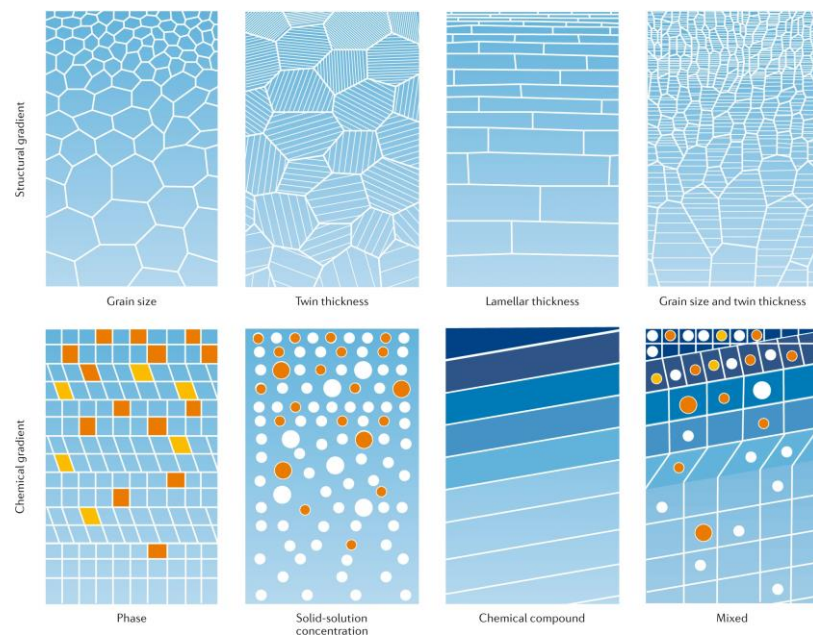 Structural gradient
Grain size
Twin thickness
Lamellar thickness
Grain size and twin thickness
Chemical gradient
Phase
Solid-solution
concentration
Chemical compound
Mixed